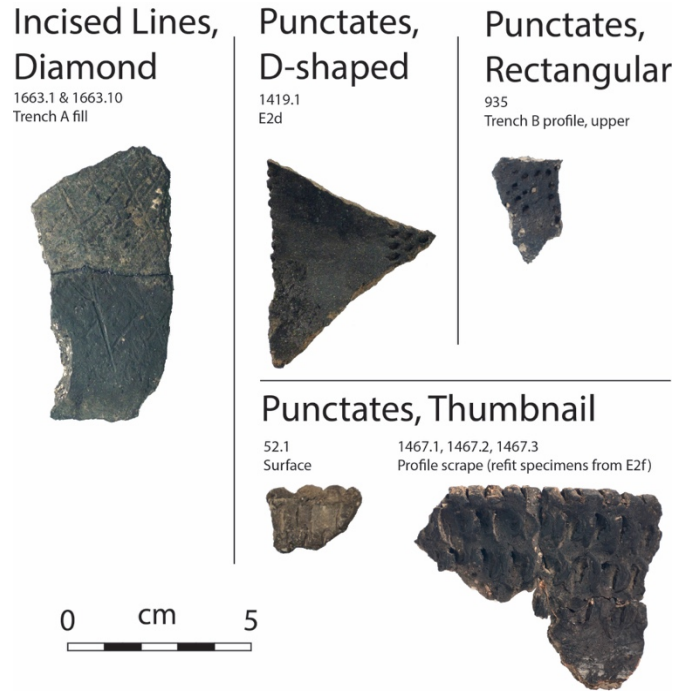 Incised Lines,
Diamond
1663.1 & 1663.10
Trench A fill
Punctates,
D-shaped
1419.1
E2d
Punctates,
Rectangular
935
Trench B profile, upper
Punctates, Thumbnail
52.1
Surface
1467.1, 1467.2, 1467.3
Profile scrape (refit specimens from E2f)
0 cm 5